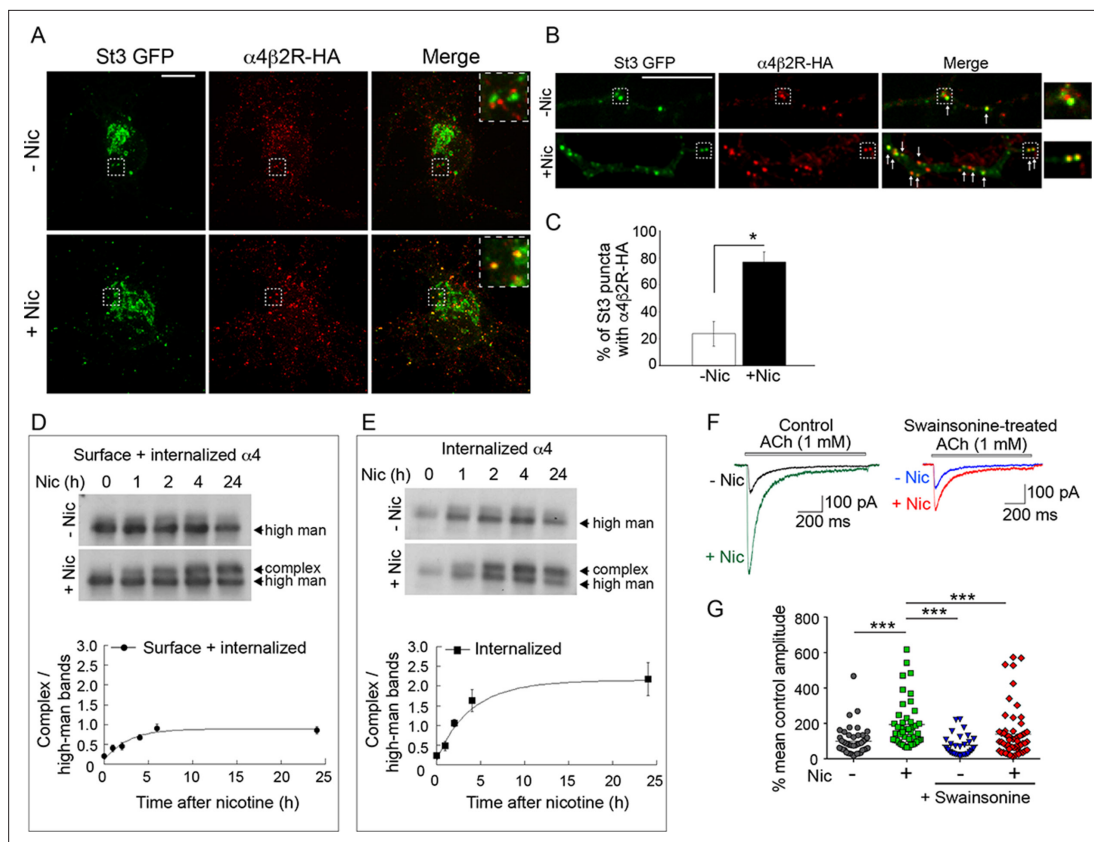 A
St3 GFP
α4β2R-HA
Merge
- Nic
+ Nic
B
St3 GFP
α4β2R-HA
Merge
-Nic
+Nic
C
% of St3 puncta
with α4β2R-HA
100
80
60
40
20
0
*
-Nic +Nic
D
Surface + internalized α4
Nic (h) 0 1 2 4 24
- Nic
high man
+ Nic
complex
high man
Complex /
high-man bands
3.0
2.5
2.0
1.5
1.0
0.5
0
Surface + internalized
0 5 10 15 20 25
Time after nicotine (h)
E
Internalized α4
Nic (h) 0 1 2 4 24
- Nic
high man
+ Nic
complex
high man
Complex /
high-man bands
3.0
2.5
2.0
1.5
1.0
0.5
0
Internalized
0 5 10 15 20 25
Time after nicotine (h)
F
Control
ACh (1 mM)
- Nic
+ Nic
100 pA
200 ms
Swainsonine-treated
ACh (1 mM)
- Nic
+ Nic
100 pA
200 ms
G
% mean control amplitude
800
600
400
200
0
***
***
***
Nic - + - +
+ Swainsonine